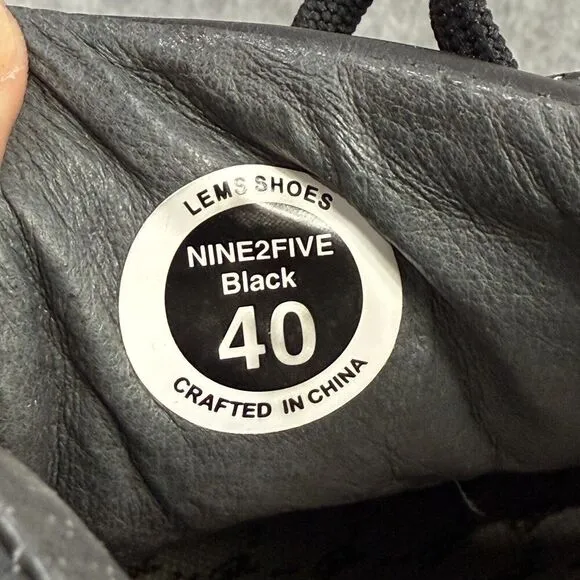 LEMS SHOES
NINE2FIVE
Black
40
CRAFTED IN CHINA